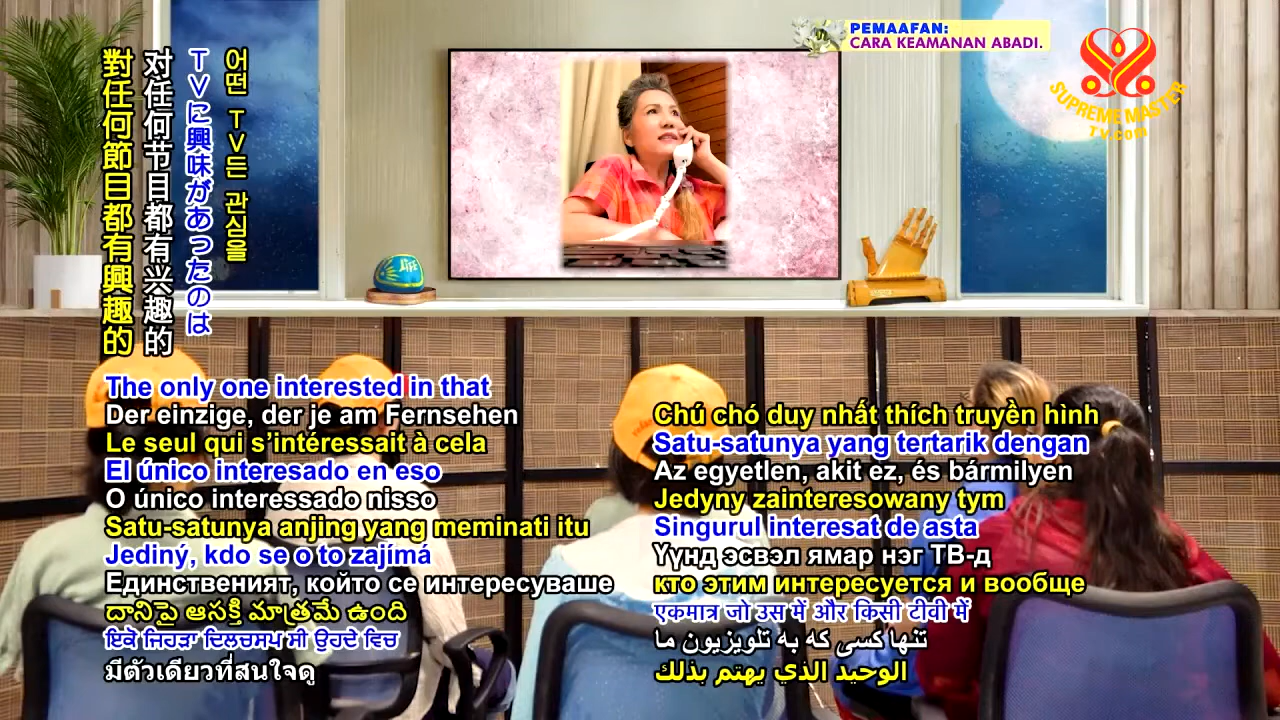 PEMAAFAN:
CARA KEAMANAN ABADI.
SUPREME MASTER
TV.com
對任何節目都有興趣的
对任何节目都有兴趣的
TVに興味があったのは
어떤 TV든 관심을
LIFE
The only one interested in that
Der einzige, der je am Fernsehen
Le seul qui s’intéressait à cela
El único interesado en eso
O único interessado nisso
Satu-satunya anjing yang meminati itu
Jediný, kdo se o to zajímá
Единственият, който се интересуваше
దానిపై ఆసక్తి మాత్రమే ఉంది
ਇਕੋ ਜਿਹੜਾ ਦਿਲਚਸਪ ਸੀ ਉਹਦੇ ਵਿਚ
มีตัวเดียวที่สนใจดู
Chú chó duy nhất thích truyền hình
Satu-satunya yang tertarik dengan
Az egyetlen, akit ez, és bármilyen
Jedyny zainteresowany tym
Singurul interesat de asta
Үүнд эсвэл ямар нэг ТВ-д
кто этим интересуется и вообще
एकमात्र जो उस में और किसी टीवी में
تنها کسی که به تلویزیون ما
الوحيد الذي يهتم بذلك